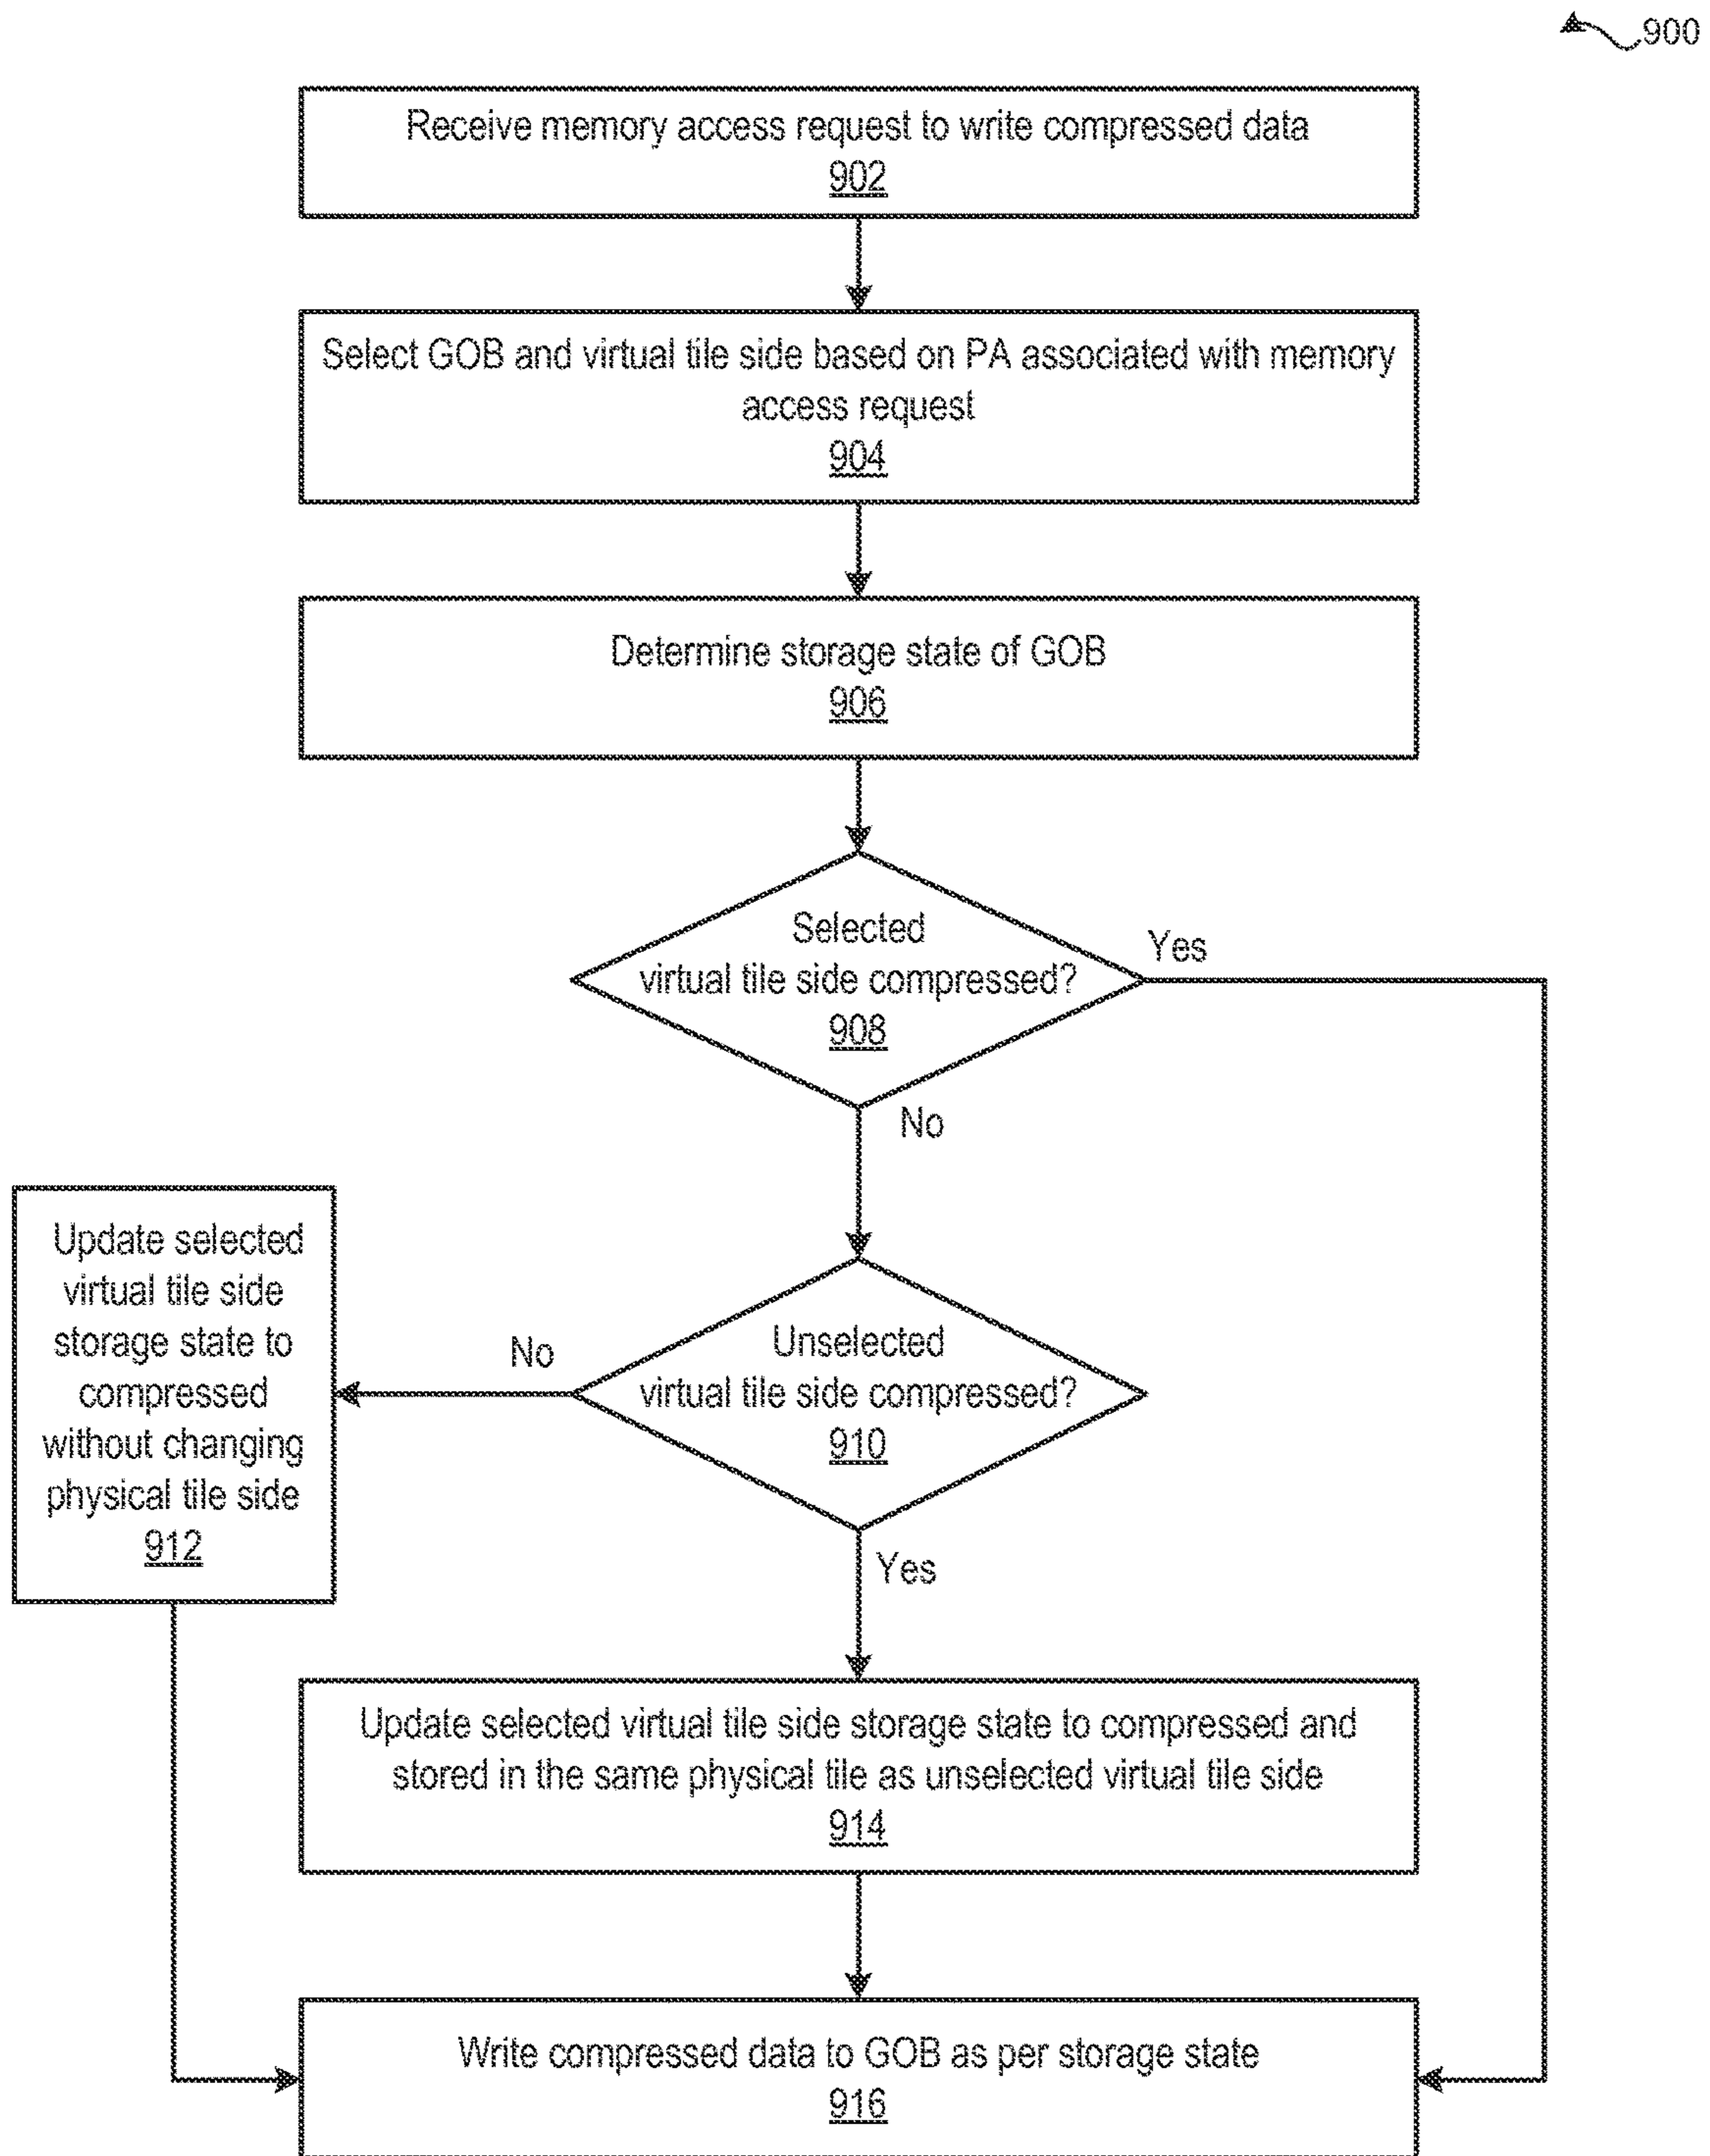 900
Receive memory access request to write compressed data
902
Select GOB and virtual tile side based on PA associated with memory
access request
904
Determine storage state of GOB
906
Selected
virtual tile side compressed?
908
Yes
No
Update selected
virtual tile side
storage state to
compressed
without changing
physical tile side
912
No
Unselected
virtual tile side compressed?
910
Yes
Update selected virtual tile side storage state to compressed and
stored in the same physical tile as unselected virtual tile side
914
Write compressed data to GOB as per storage state
916